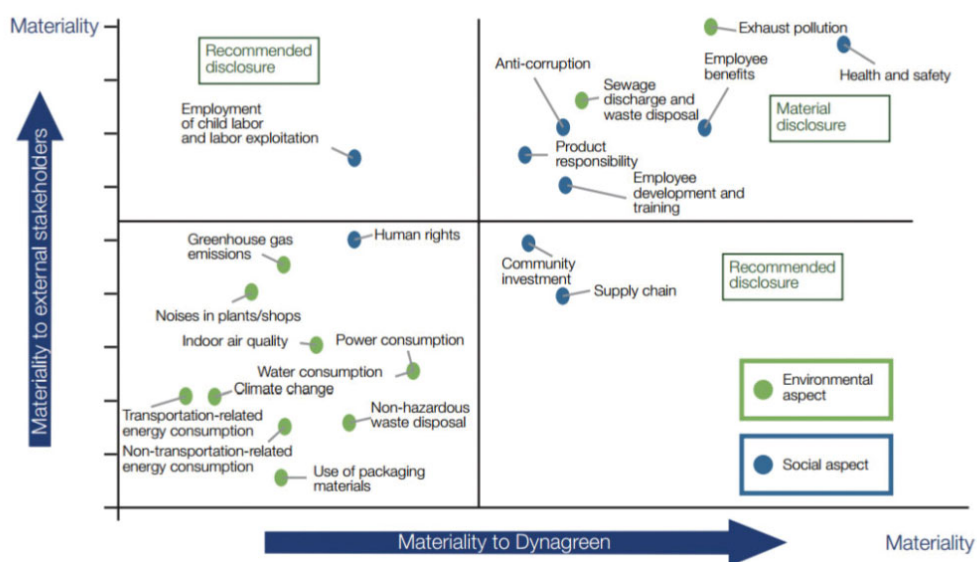 Materiality
Exhaust pollution
Recommended
disclosure
Anti-corruption
Employee
benefits
Health and safety
Sewage
discharge and
waste disposal
Material
disclosure
Employment
of child labor
and labor exploitation
Product
responsibility
Employee
development and
training
Materiality to external stakeholders
Greenhouse gas
emissions
Human rights
Community
investment
Recommended
disclosure
Supply chain
Noises in plants/shops
Indoor air quality
Power consumption
Water consumption
Climate change
Transportation-related
energy consumption
Non-hazardous
waste disposal
Non-transportation-related
energy consumption
Use of packaging
materials
Environmental
aspect
Social aspect
Materiality to Dynagreen
Materiality